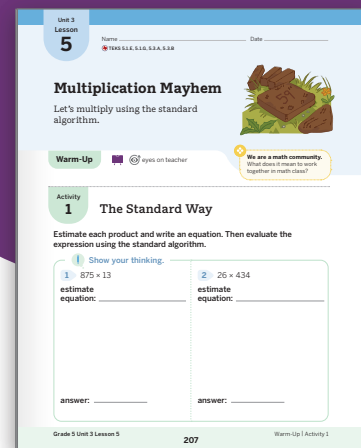 Unit 3
Lesson
5
Name Date
TEKS 5.1.E, 5.1.G, 5.3.A, 5.3.B
Multiplication Mayhem
Let's multiply using the standard
algorithm.
Warm-Up eyes on teacher
We are a math community.
What does it mean to work
together in math class?
Activity
1
The Standard Way
Estimate each product and write an equation. Then evaluate the
expression using the standard algorithm.
Show your thinking.
1 875 × 13
estimate
equation:
answer:
2 26 × 434
estimate
equation:
answer:
Grade 5 Unit 3 Lesson 5
207
Warm-Up | Activity 1